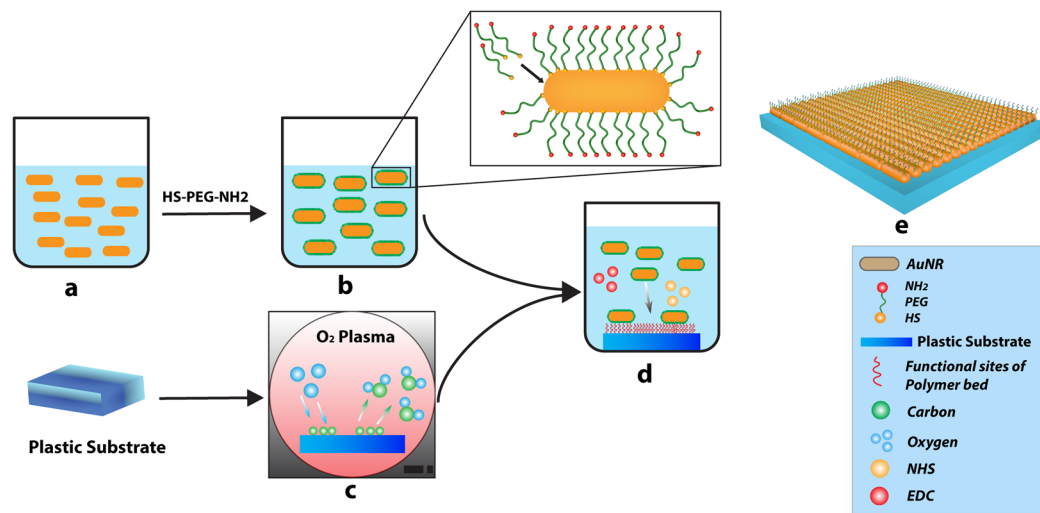 HS-PEG-NH2
a
b
e
O₂ Plasma
Plastic Substrate
c
d
AuNR
NH₂
PEG
HS
Plastic Substrate
Functional sites of
Polymer bed
Carbon
Oxygen
NHS
EDC